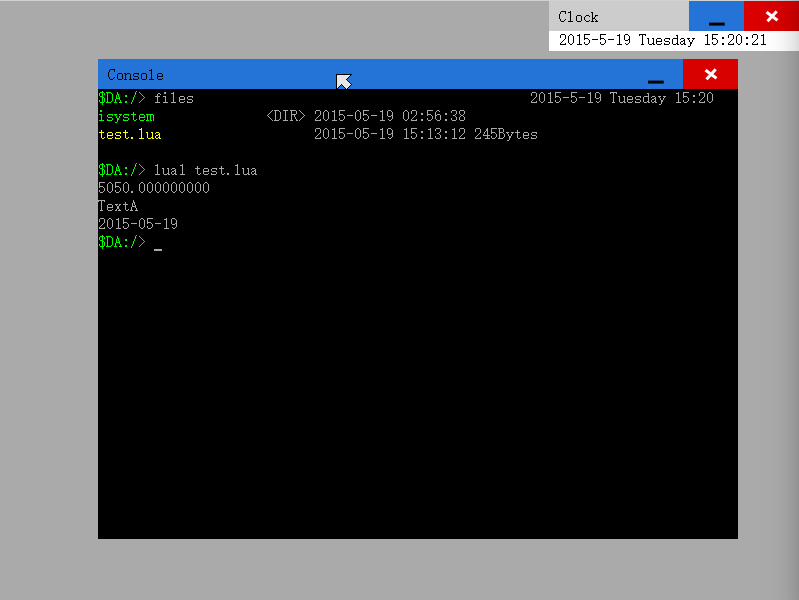 Clock
2015-5-19 Tuesday 15:20:21
Console
$DA:/> files 2015-5-19 Tuesday 15:20
isystem <DIR> 2015-05-19 02:56:38
test.lua 2015-05-19 15:13:12 245Bytes
$DA:/> lua1 test.lua
5050.000000000
TextA
2015-05-19
$DA:/> _